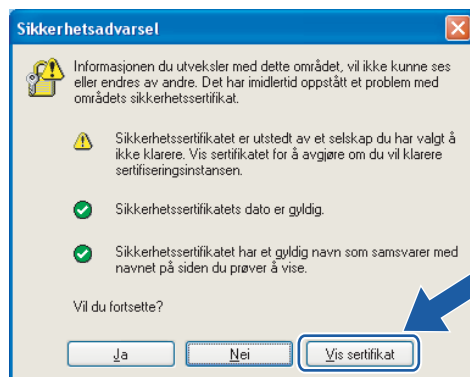 Sikkerhetsadvarsel
Informasjonen du utveksler med dette området, vil ikke kunne ses
eller endres av andre. Det har imidlertid oppstått et problem med
områdets sikkerhetssertifikat.
Sikkerhetssertifikatet er utstedt av et selskap du har valgt å
ikke klarere. Vis sertifikatet for å avgjøre om du vil klarere
sertifiseringsinstansen.
Sikkerhetssertifikatets dato er gyldig.
Sikkerhetssertifikatet har et gyldig navn som samsvarer med
navnet på siden du prøver å vise.
Vil du fortsette?
Ja
Nei
Vis sertifikat